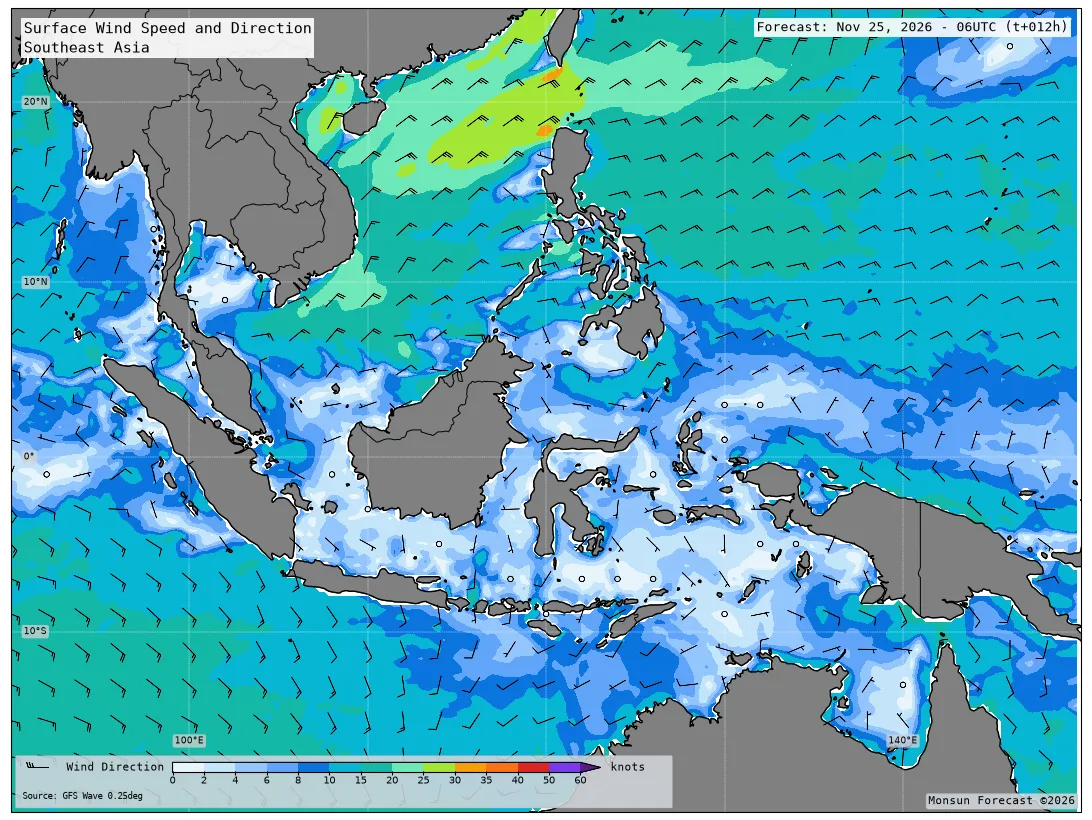 Surface Wind Speed and Direction
Southeast Asia
Forecast: Nov 25, 2026 - 06UTC (t+012h)
20°N
10°N
0°
10°S
100°E
140°E
Wind Direction
0 2 4 6 8 10 15 20 25 30 35 40 50 60
knots
Source: GFS Wave 0.25deg
Monsun Forecast ©2026